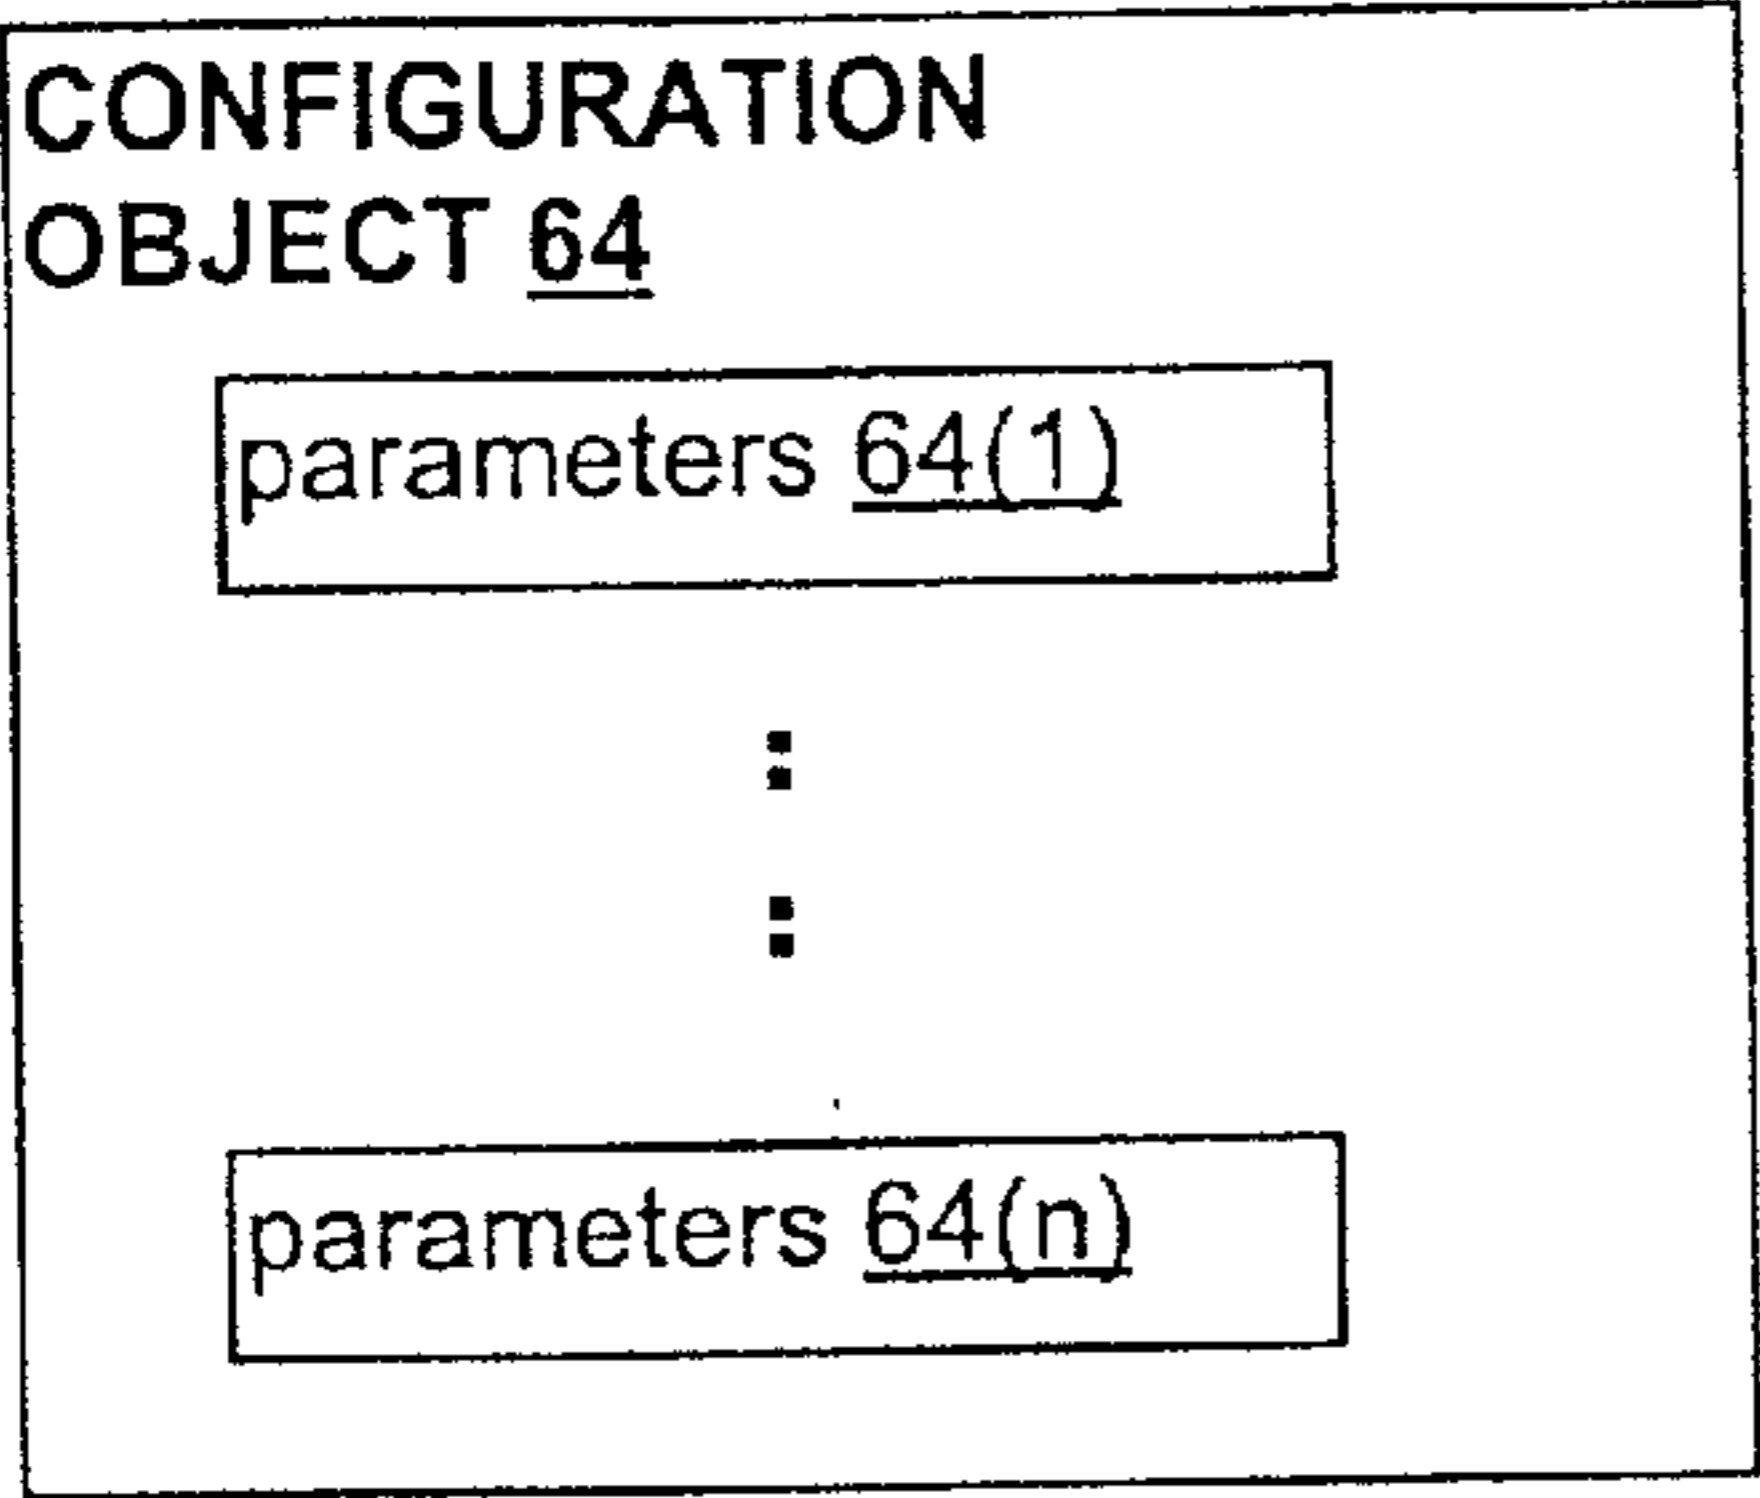 CONFIGURATION
OBJECT 64
parameters 64(1)
:
:
parameters 64(n)